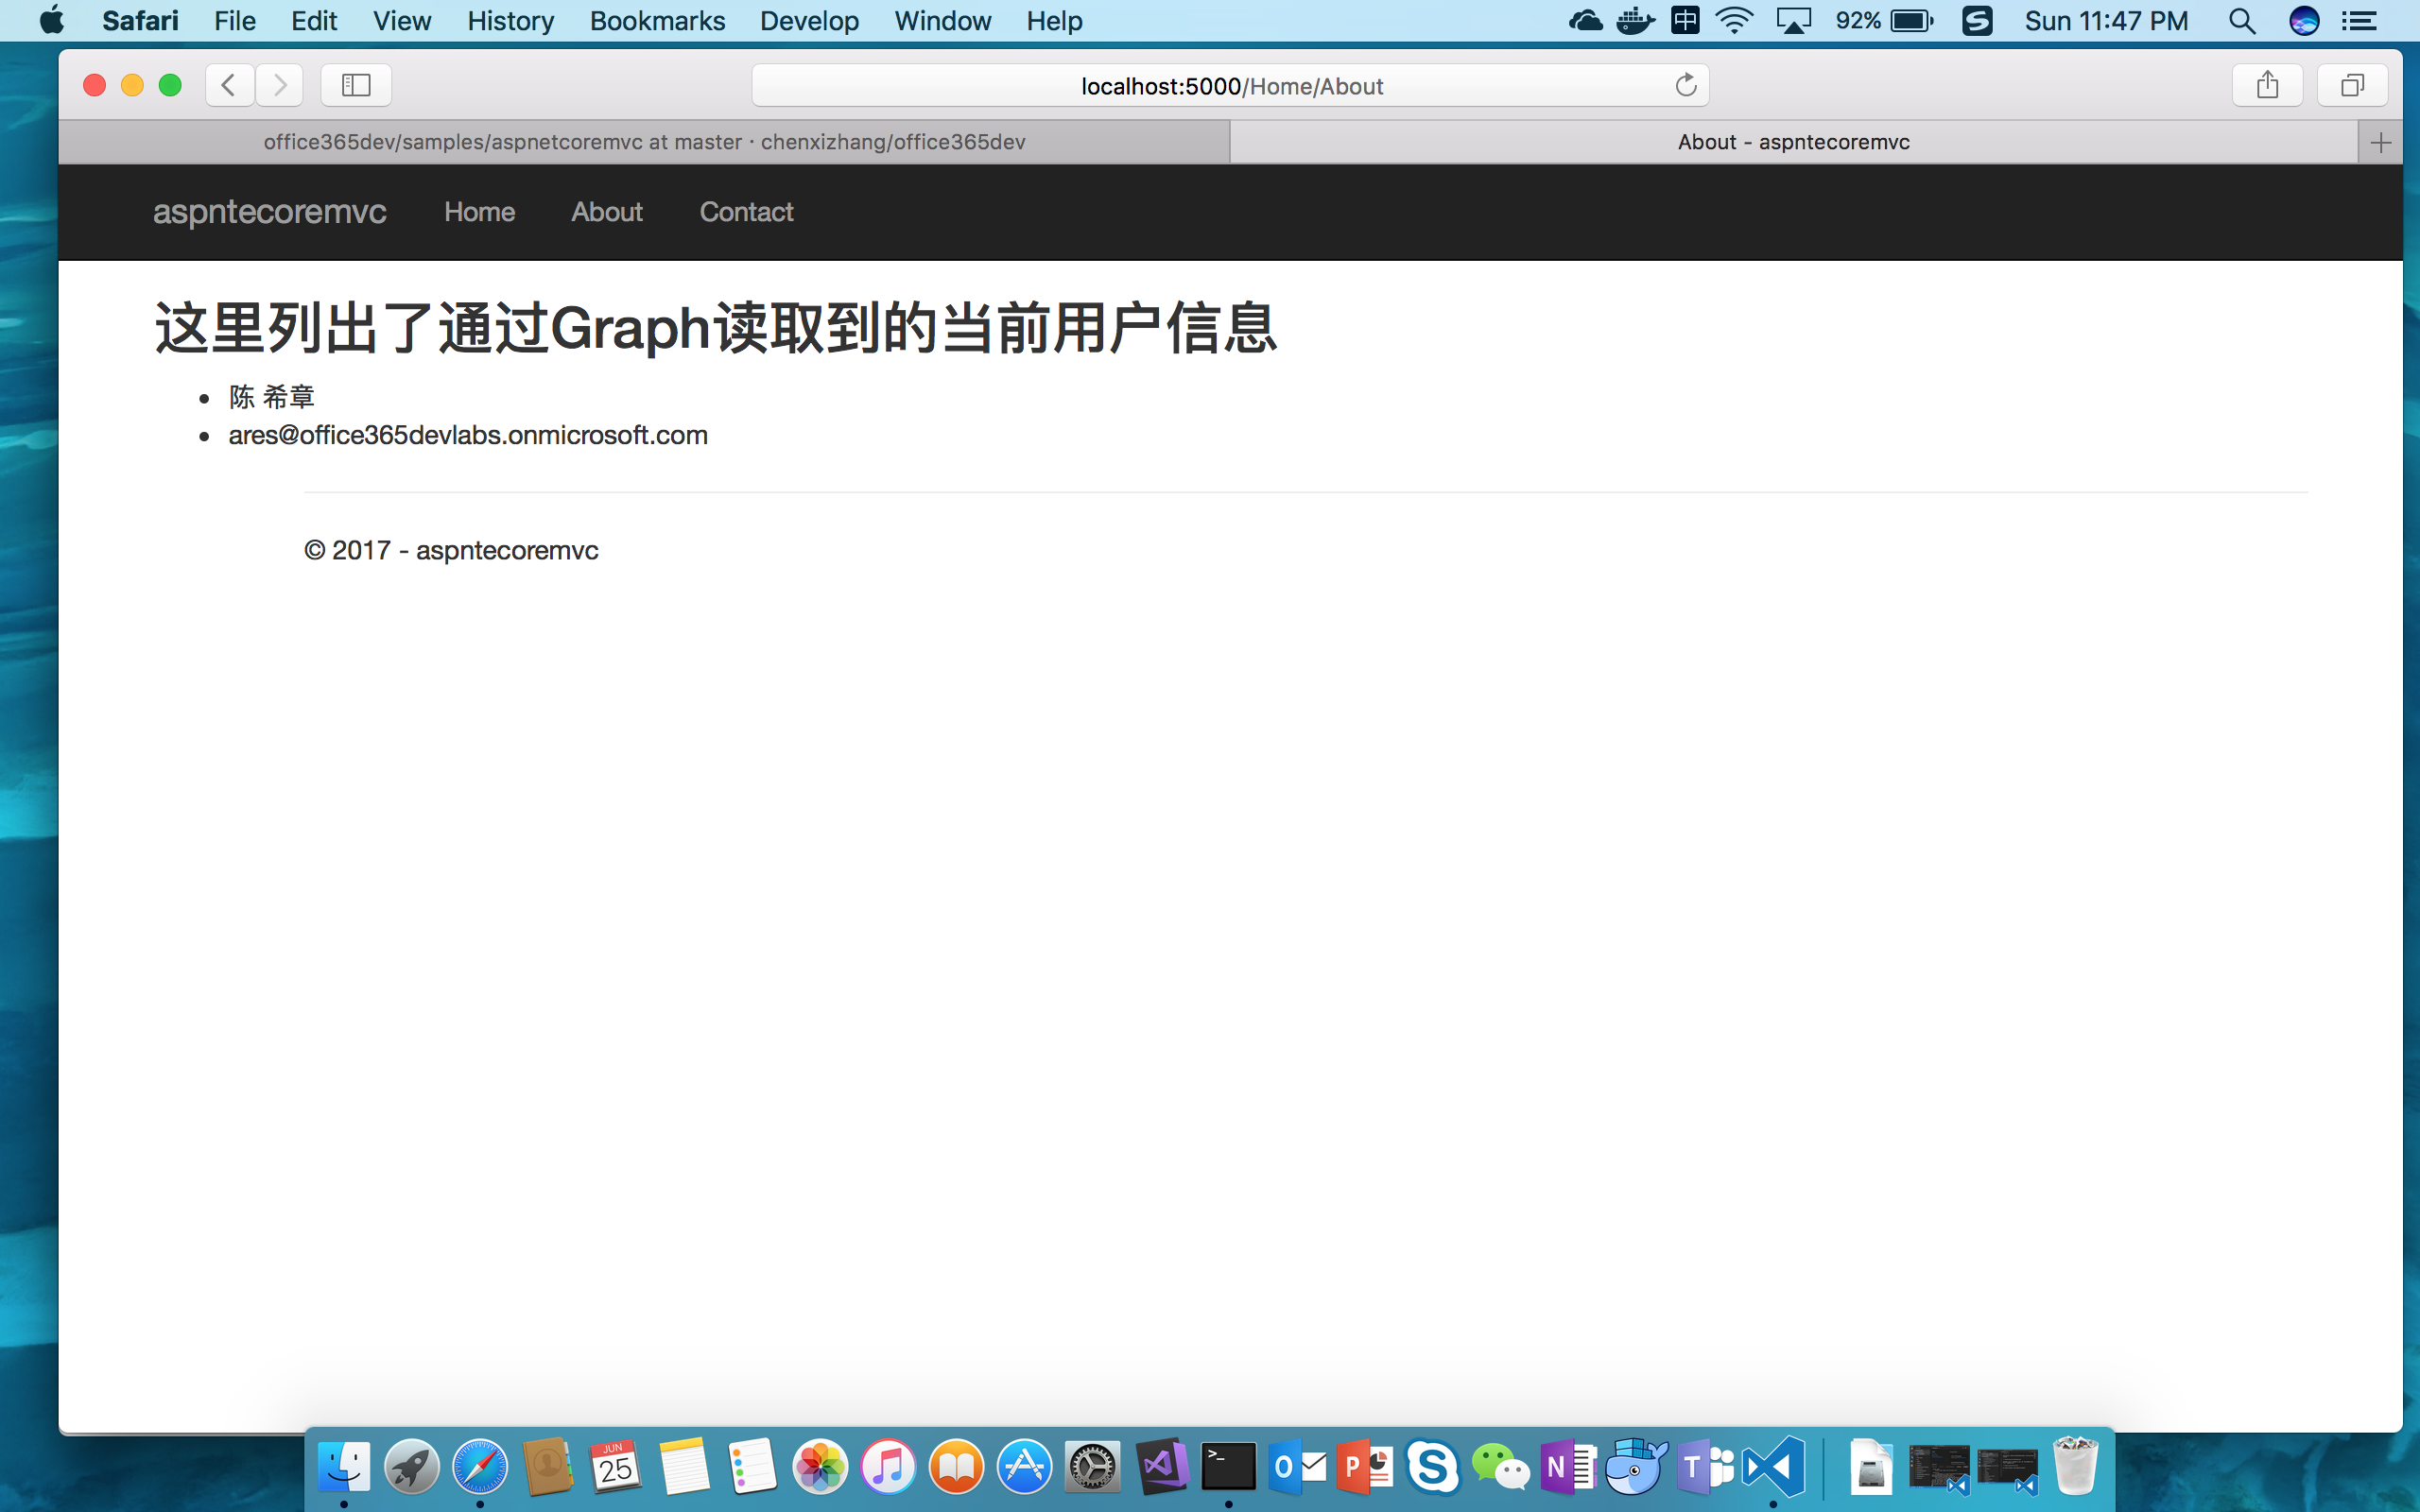 Safari File Edit View History Bookmarks Develop Window Help 中 92% S Sun 11:47 PM
localhost:5000/Home/About
office365dev/samples/aspnetcoremvc at master · chenxizhang/office365dev
About - aspntecoremvc
aspntecoremvc Home About Contact
这里列出了通过Graph读取到的当前用户信息
陈 希章
ares@office365devlabs.onmicrosoft.com
© 2017 - aspntecoremvc
JUN
25
>_
O
P
S
N
T